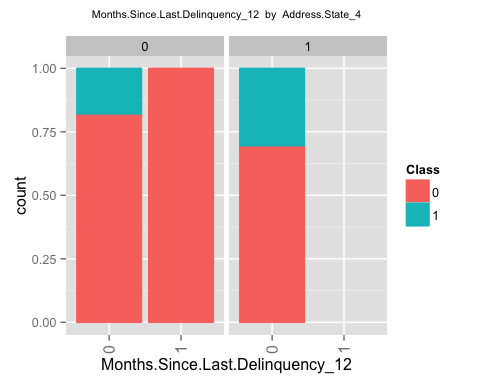 Months.Since.Last.Delinquency_12 by Address.State_4
0 1
1.00
0.75
0.50
0.25
0.00
count
0 1 0 1
Months.Since.Last.Delinquency_12
Class
0
1